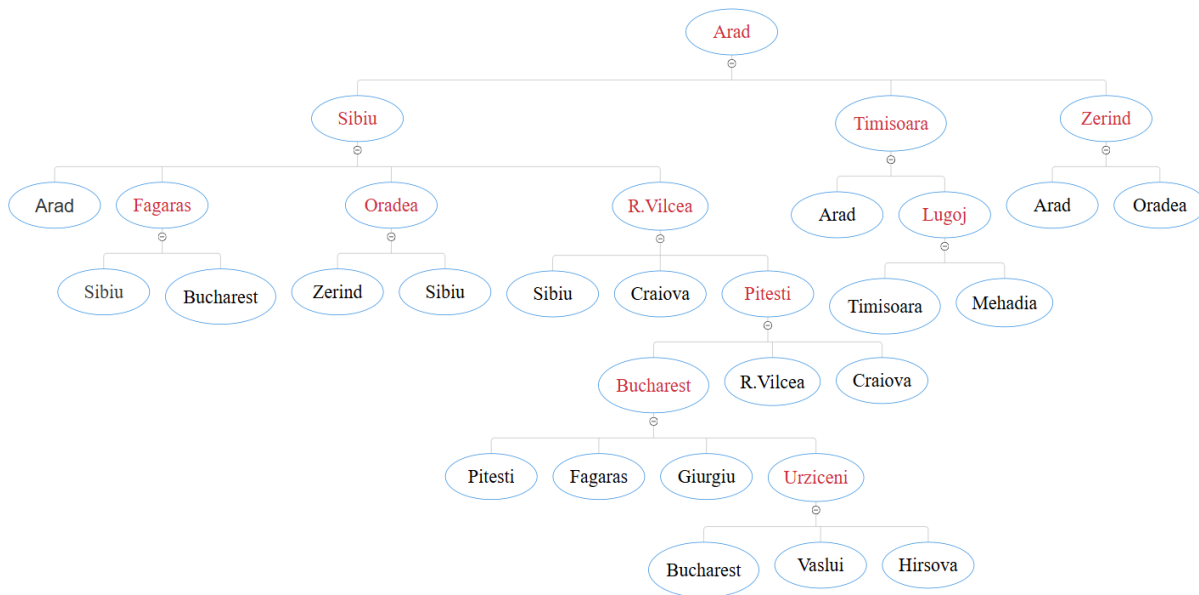 Arad
Sibiu
Timisoara
Zerind
Arad
Fagaras
Oradea
R.Vilcea
Arad
Lugoj
Arad
Oradea
Sibiu
Bucharest
Zerind
Sibiu
Sibiu
Craiova
Pitesti
Timisoara
Mehadia
Bucharest
R.Vilcea
Craiova
Pitesti
Fagaras
Giurgiu
Urziceni
Bucharest
Vaslui
Hirsova